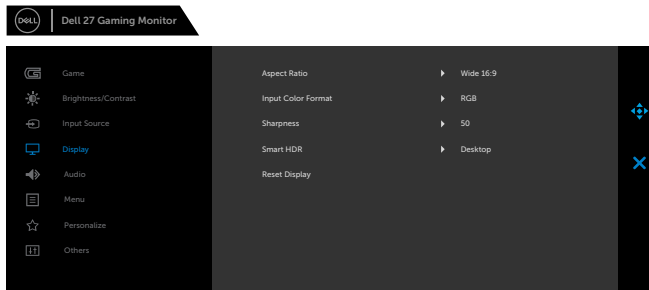 DELL
Dell 27 Gaming Monitor
Game
Aspect Ratio Wide 16:9
Brightness/Contrast Input Color Format RGB
Input Source Sharpness 50
Display Smart HDR Desktop
Audio Reset Display
Menu
Personalize
Others